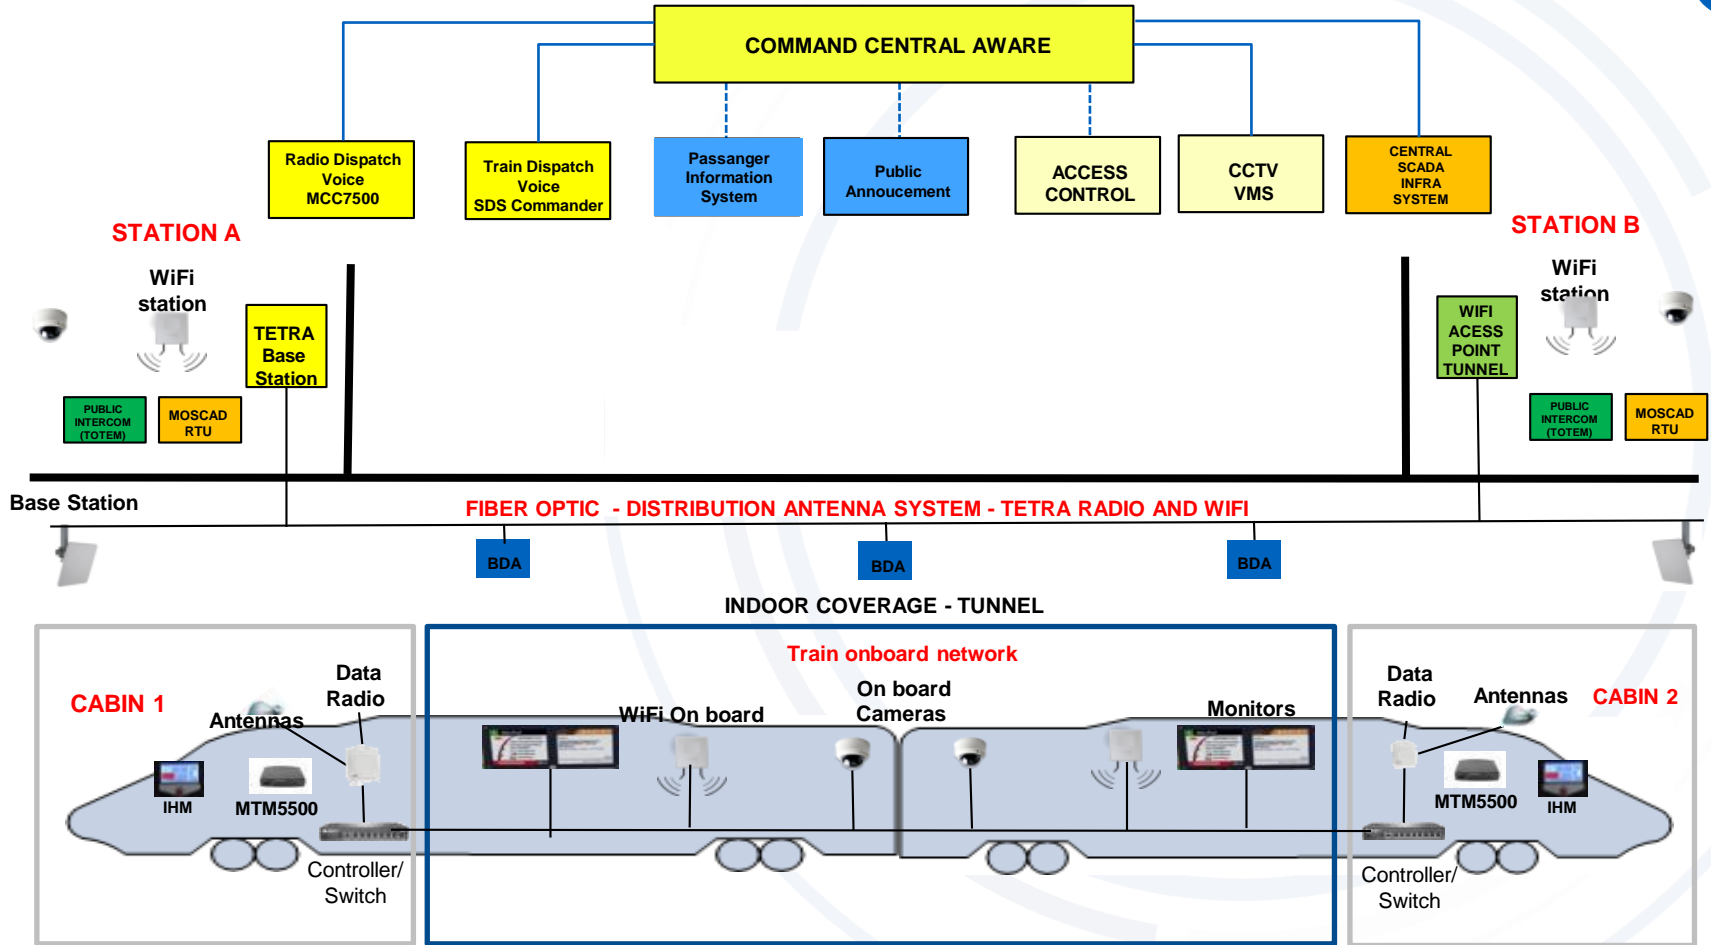 COMMAND CENTRAL AWARE
Radio Dispatch
Voice
MCC7500
Train Dispatch
Voice
SDS Commander
Passanger
Information
System
Public
Annoucement
ACCESS
CONTROL
CCTV
VMS
CENTRAL
SCADA
INFRA
SYSTEM
STATION A
STATION B
WiFi
station
TETRA
Base
Station
PUBLIC
INTERCOM
(TOTEM)
MOSCAD
RTU
WIFI
ACESS
POINT
TUNNEL
WiFi
station
PUBLIC
INTERCOM
(TOTEM)
MOSCAD
RTU
Base Station
FIBER OPTIC - DISTRIBUTION ANTENNA SYSTEM - TETRA RADIO AND WIFI
BDA
BDA
BDA
INDOOR COVERAGE - TUNNEL
CABIN 1
Antennas
Data
Radio
IHM
MTM5500
Controller/
Switch
Train onboard network
WiFi On board
On board
Cameras
Monitors
Data
Radio
Antennas
CABIN 2
MTM5500
IHM
Controller/
Switch